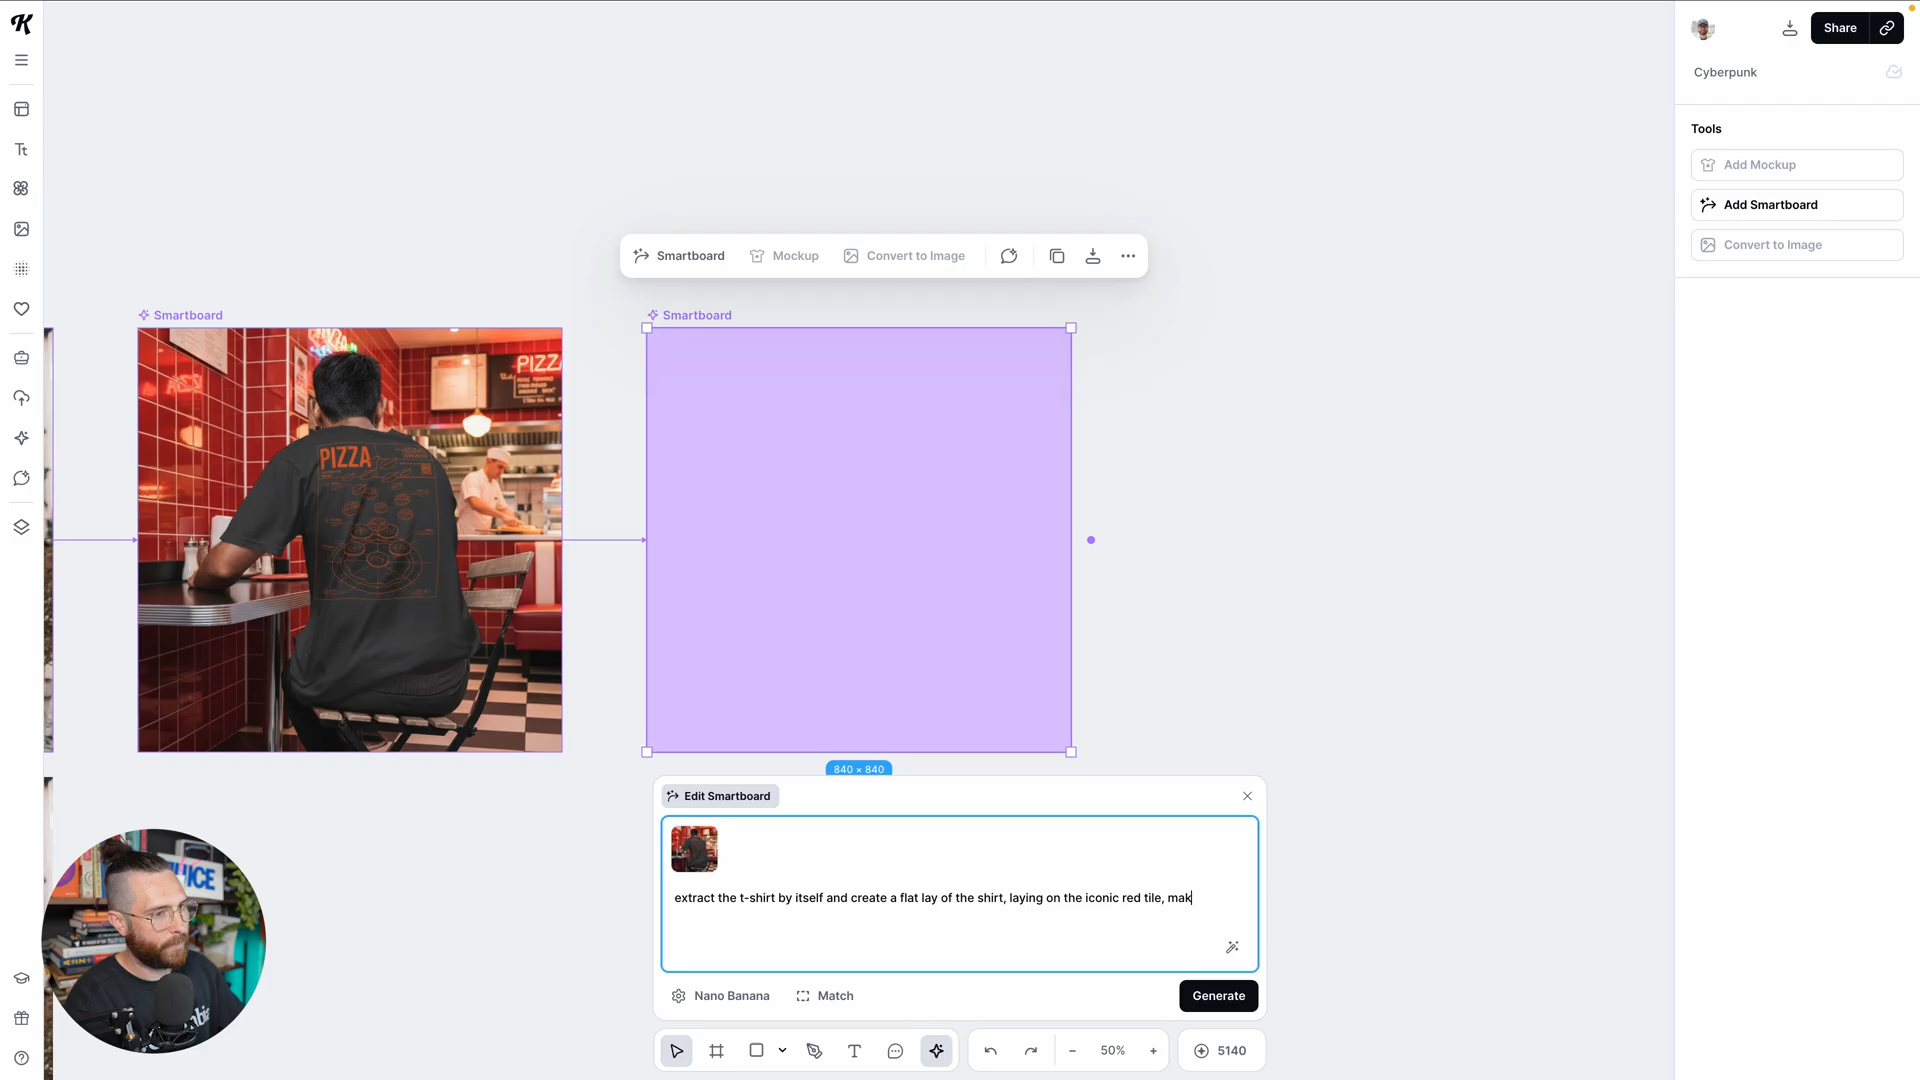 Share
Cyberpunk
Tools
Add Mockup
Add Smartboard
Convert to Image
Smartboard
Mockup
Convert to Image
Smartboard
Smartboard
PIZZ
PIZZA
840 × 840
Edit Smartboard
extract the t-shirt by itself and create a flat lay of the shirt, laying on the iconic red tile, mak
Nano Banana
Match
Generate
Tt
50%
5140